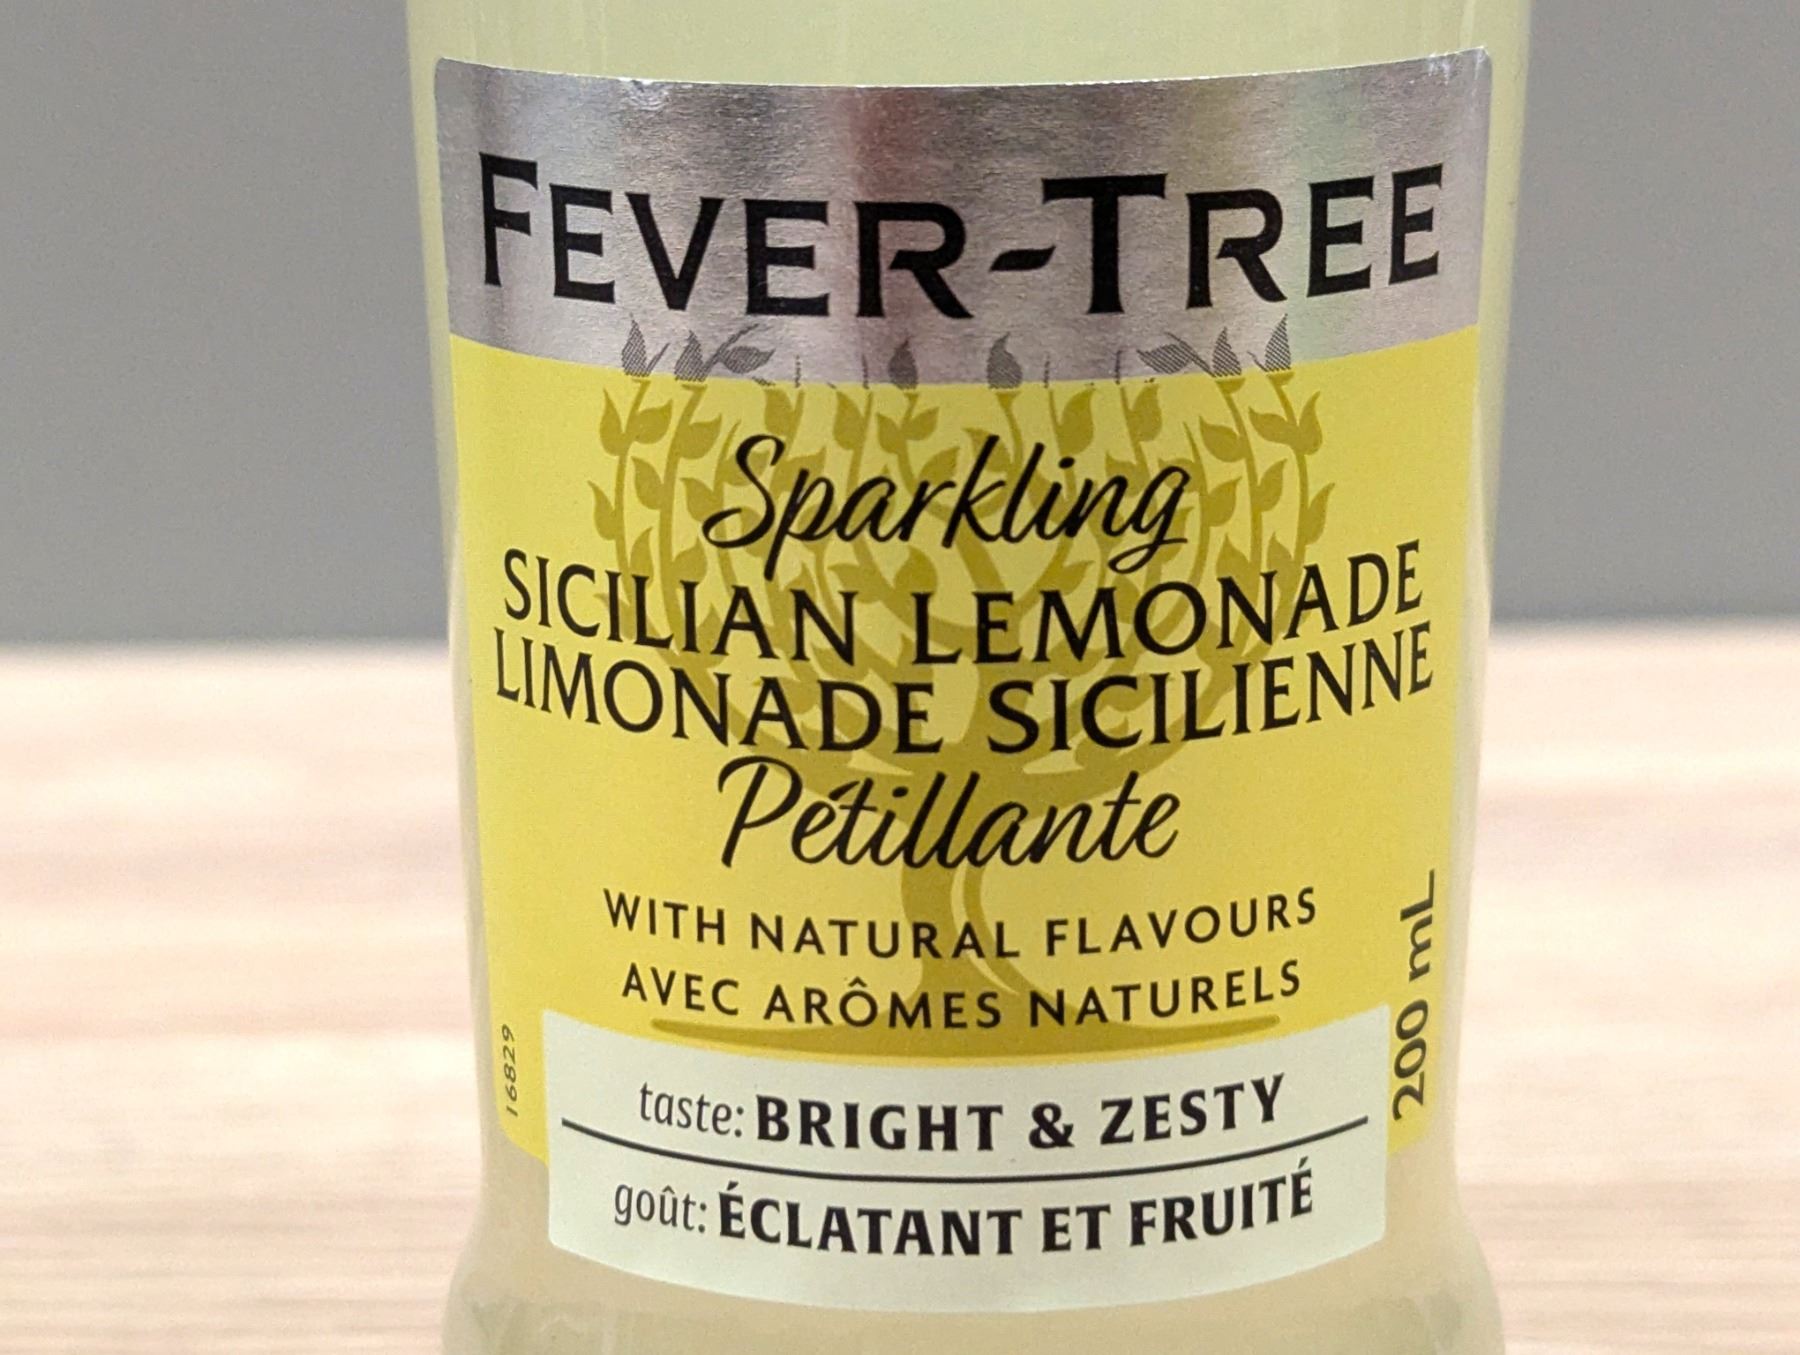 FEVER-TREE
Sparkling
SICILIAN LEMONADE
LIMONADE SICILIENNE
Pétillante
WITH NATURAL FLAVOURS
AVEC ARÔMES NATURELS
200 mL
16829
taste: BRIGHT & ZESTY
goût: ÉCLATANT ET FRUITÉ